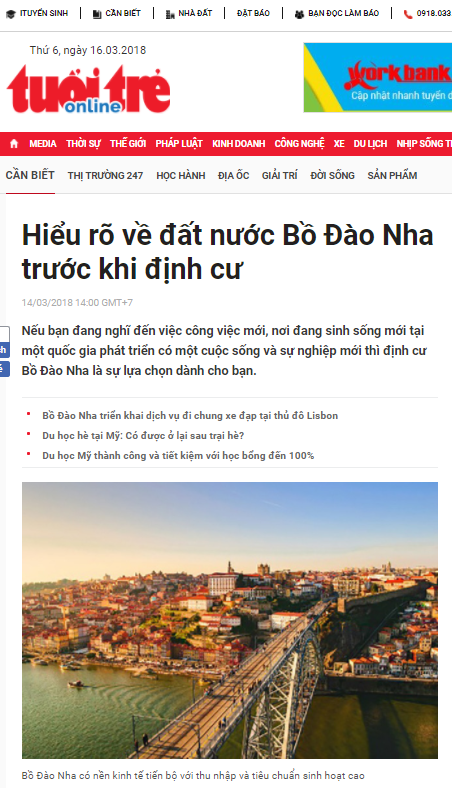 ITUYỂN SINH CẦN BIẾT NHÀ ĐẤT ĐẶT BÁO BẠN ĐỌC LÀM BÁO 0918.033
Thứ 6, ngày 16.03.2018
tuổi trẻ
online
workbank
Cập nhật nhanh tuyển d
MEDIA THỜI SỰ THẾ GIỚI PHÁP LUẬT KINH DOANH CÔNG NGHỆ XE DU LỊCH NHỊP SỐNG T
CẦN BIẾT THỊ TRƯỜNG 247 HỌC HÀNH ĐỊA ỐC GIẢI TRÍ ĐỜI SỐNG SẢN PHẨM
Hiểu rõ về đất nước Bồ Đào Nha
trước khi định cư
14/03/2018 14:00 GMT+7
Nếu bạn đang nghĩ đến việc công việc mới, nơi đang sinh sống mới tại
một quốc gia phát triển có một cuộc sống và sự nghiệp mới thì định cư
Bồ Đào Nha là sự lựa chọn dành cho bạn.
Bồ Đào Nha triển khai dịch vụ đi chung xe đạp tại thủ đô Lisbon
Du học hè tại Mỹ: Có được ở lại sau trại hè?
Du học Mỹ thành công và tiết kiệm với học bổng đến 100%
Bồ Đào Nha có nền kinh tế tiến bộ với thu nhập và tiêu chuẩn sinh hoạt cao